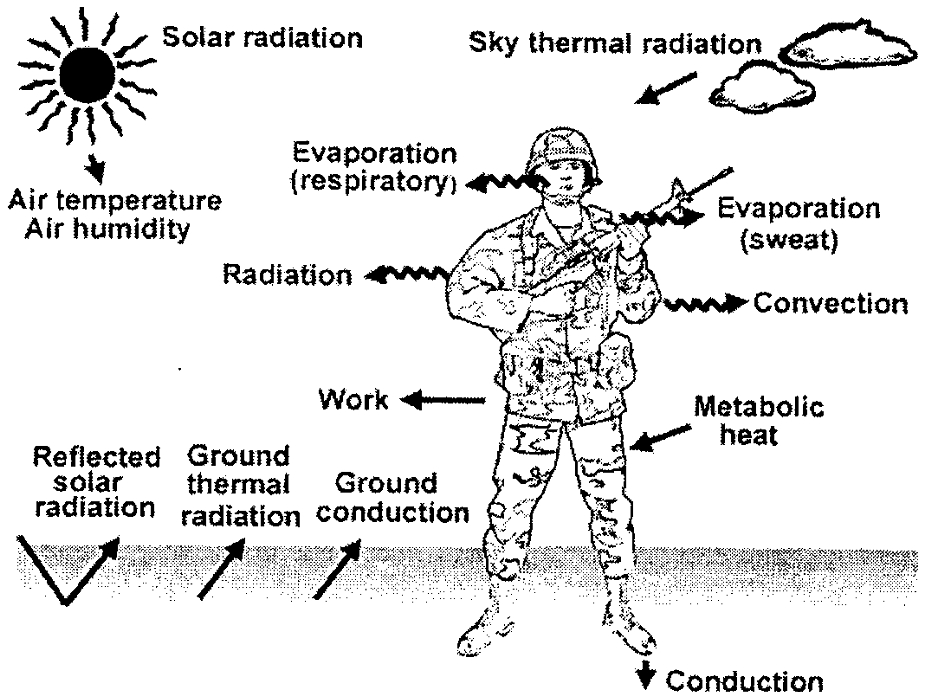 Solar radiation
Sky thermal radiation
Evaporation
(respiratory)
Air temperature
Air humidity
Evaporation
(sweat)
Radiation
Convection
Work
Metabolic
heat
Reflected
solar
radiation
Ground
thermal
radiation
Ground
conduction
Conduction